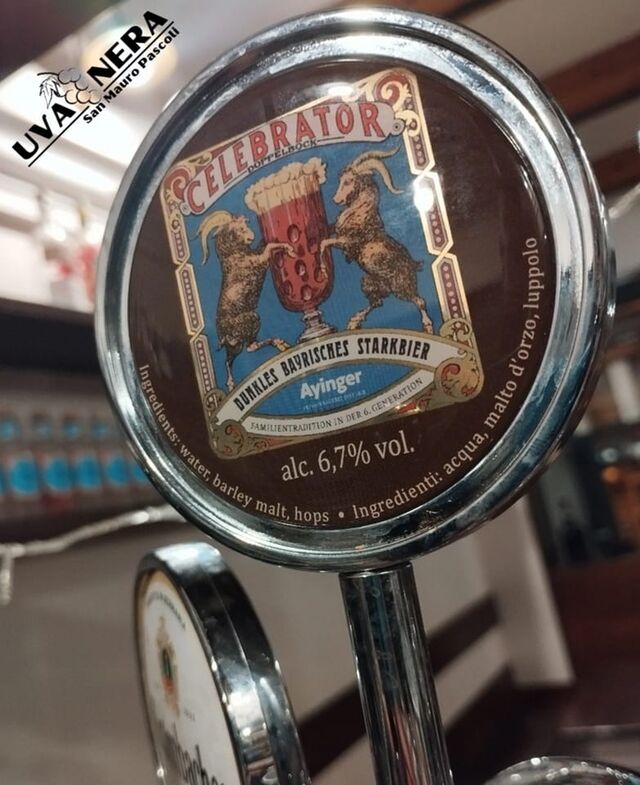 UVA NERA
San Mauro Pascoli
CELEBRATOR
DOPPELBOCK
DUNKLES BAYRISCHES STARKBIER
Ayinger
FAMILIENTRADITION IN DER 6. GENERATION
alc. 6,7% vol.
Ingredients: water, barley malt, hops • Ingredienti: acqua, malto d'orzo, luppolo